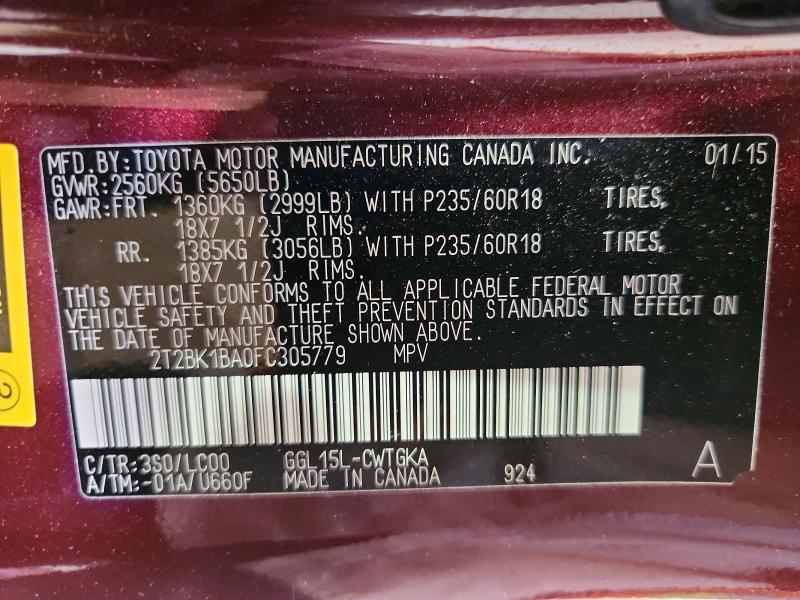 MFD.BY:TOYOTA MOTOR MANUFACTURING CANADA INC. 01/15
GVWR:2560KG (5650LB)
GAWR:FRT. 1360KG (2999LB) WITH P235/60R18 TIRES,
18X7 1/2J RIMS.
RR. 1385KG (3056LB) WITH P235/60R18 TIRES,
18X7 1/2J RIMS.
THIS VEHICLE CONFORMS TO ALL APPLICABLE FEDERAL MOTOR
VEHICLE SAFETY AND THEFT PREVENTION STANDARDS IN EFFECT ON
THE DATE OF MANUFACTURE SHOWN ABOVE.
2T2BK1BA0FC305779 MPV
C/TR:3S0/LC00 GGL15L-CWTGKA A
A/TM:-01A/U660F MADE IN CANADA 924
2